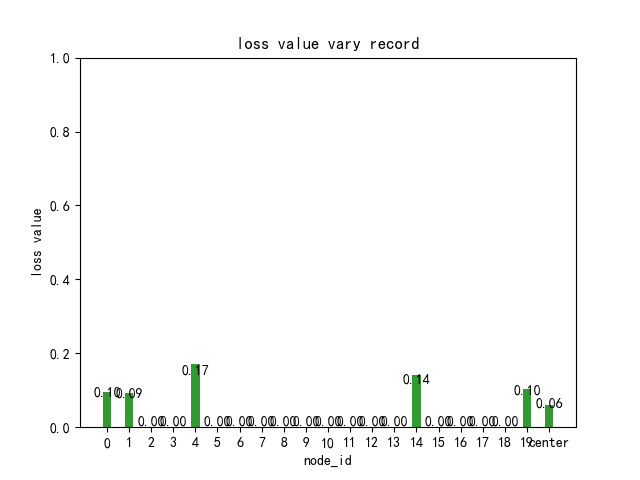 loss value vary record
loss value
1.0
0.8
0.6
0.4
0.2
0.0
0.10 0.09 0.00 0.00 0.17 0.00 0.00 0.00 0.00 0.00 0.00 0.00 0.00 0.00 0.14 0.00 0.00 0.00 0.00 0.10 0.06
0 1 2 3 4 5 6 7 8 9 10 11 12 13 14 15 16 17 18 19 center
node_id